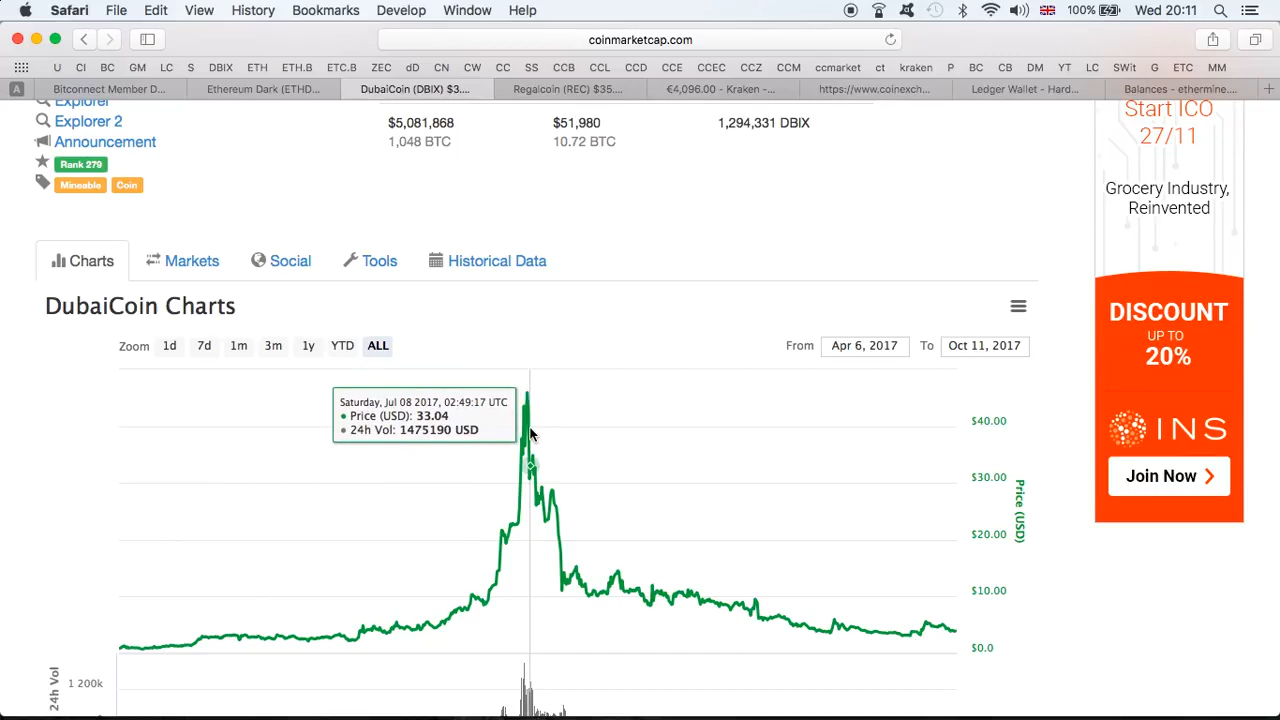 Safari File Edit View History Bookmarks Develop Window Help 100% Wed 20:11
coinmarketcap.com
U CI BC GM LC S DBIX ETH ETH.B ETC.B ZEC dD CN CW CC SS CCB CCL CCD CCE CCEC CCZ CCM ccmarket ct kraken P BC CB DM YT LC SWit G ETC MM
A Bitconnect Member D... Ethereum Dark (ETHD... DubaiCoin (DBIX) $3.... Regalcoin (REC) $35.... €4,096.00 - Kraken -... https://www.coinexch... Ledger Wallet - Hard... Balances - ethermine....
Explorer
Explorer 2
Announcement
Rank 279
Mineable Coin
$5,081,868 $51,980 1,294,331 DBIX
1,048 BTC 10.72 BTC
Start ICO
27/11
Grocery Industry,
Reinvented
DISCOUNT
UP TO
20%
INS
Join Now
Charts Markets Social Tools Historical Data
DubaiCoin Charts
Zoom 1d 7d 1m 3m 1y YTD ALL From Apr 6, 2017 To Oct 11, 2017
Saturday, Jul 08 2017, 02:49:17 UTC
Price (USD): 33.04
24h Vol: 1475190 USD
$40.00
$30.00
$20.00
$10.00
$0.0
Price (USD)
24h Vol
1 200k